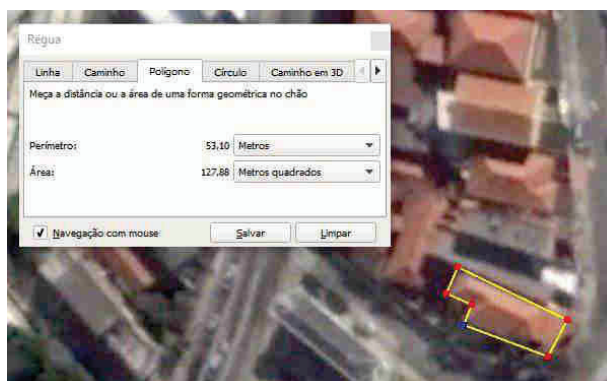 Régua
Linha Caminho Polígono Círculo Caminho em 3D
Meça a distância ou a área de uma forma geométrica no chão
Perímetro: 53,10 Metros
Área: 127,88 Metros quadrados
Navegação com mouse Salvar Limpar